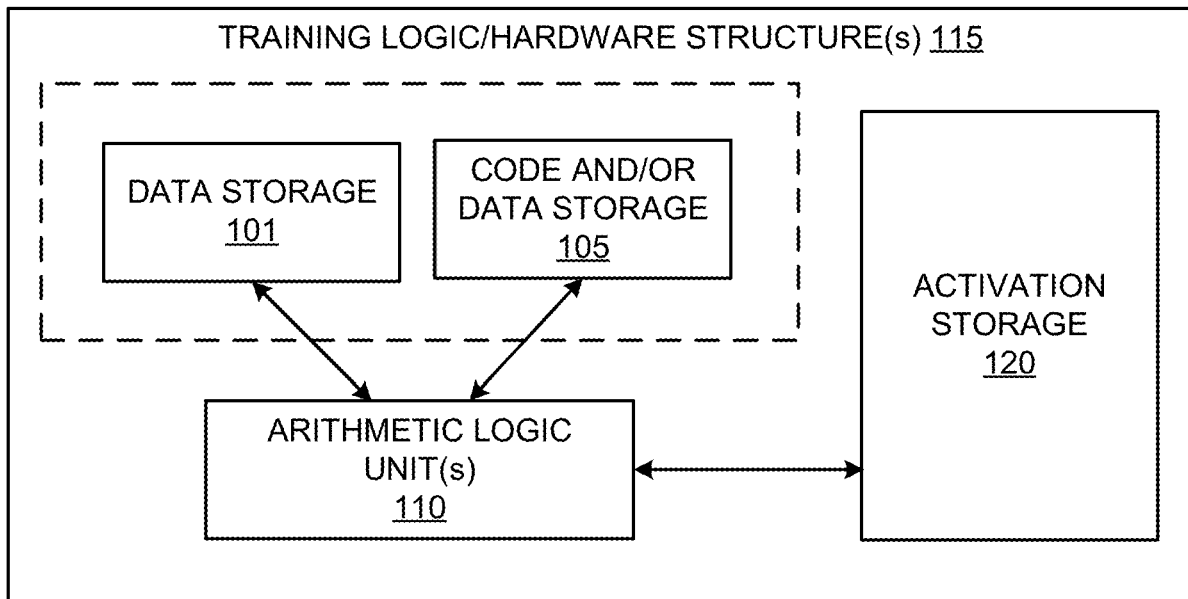 TRAINING LOGIC/HARDWARE STRUCTURE(s) 115
DATA STORAGE
101
CODE AND/OR
DATA STORAGE
105
ACTIVATION
STORAGE
120
ARITHMETIC LOGIC
UNIT(s)
110